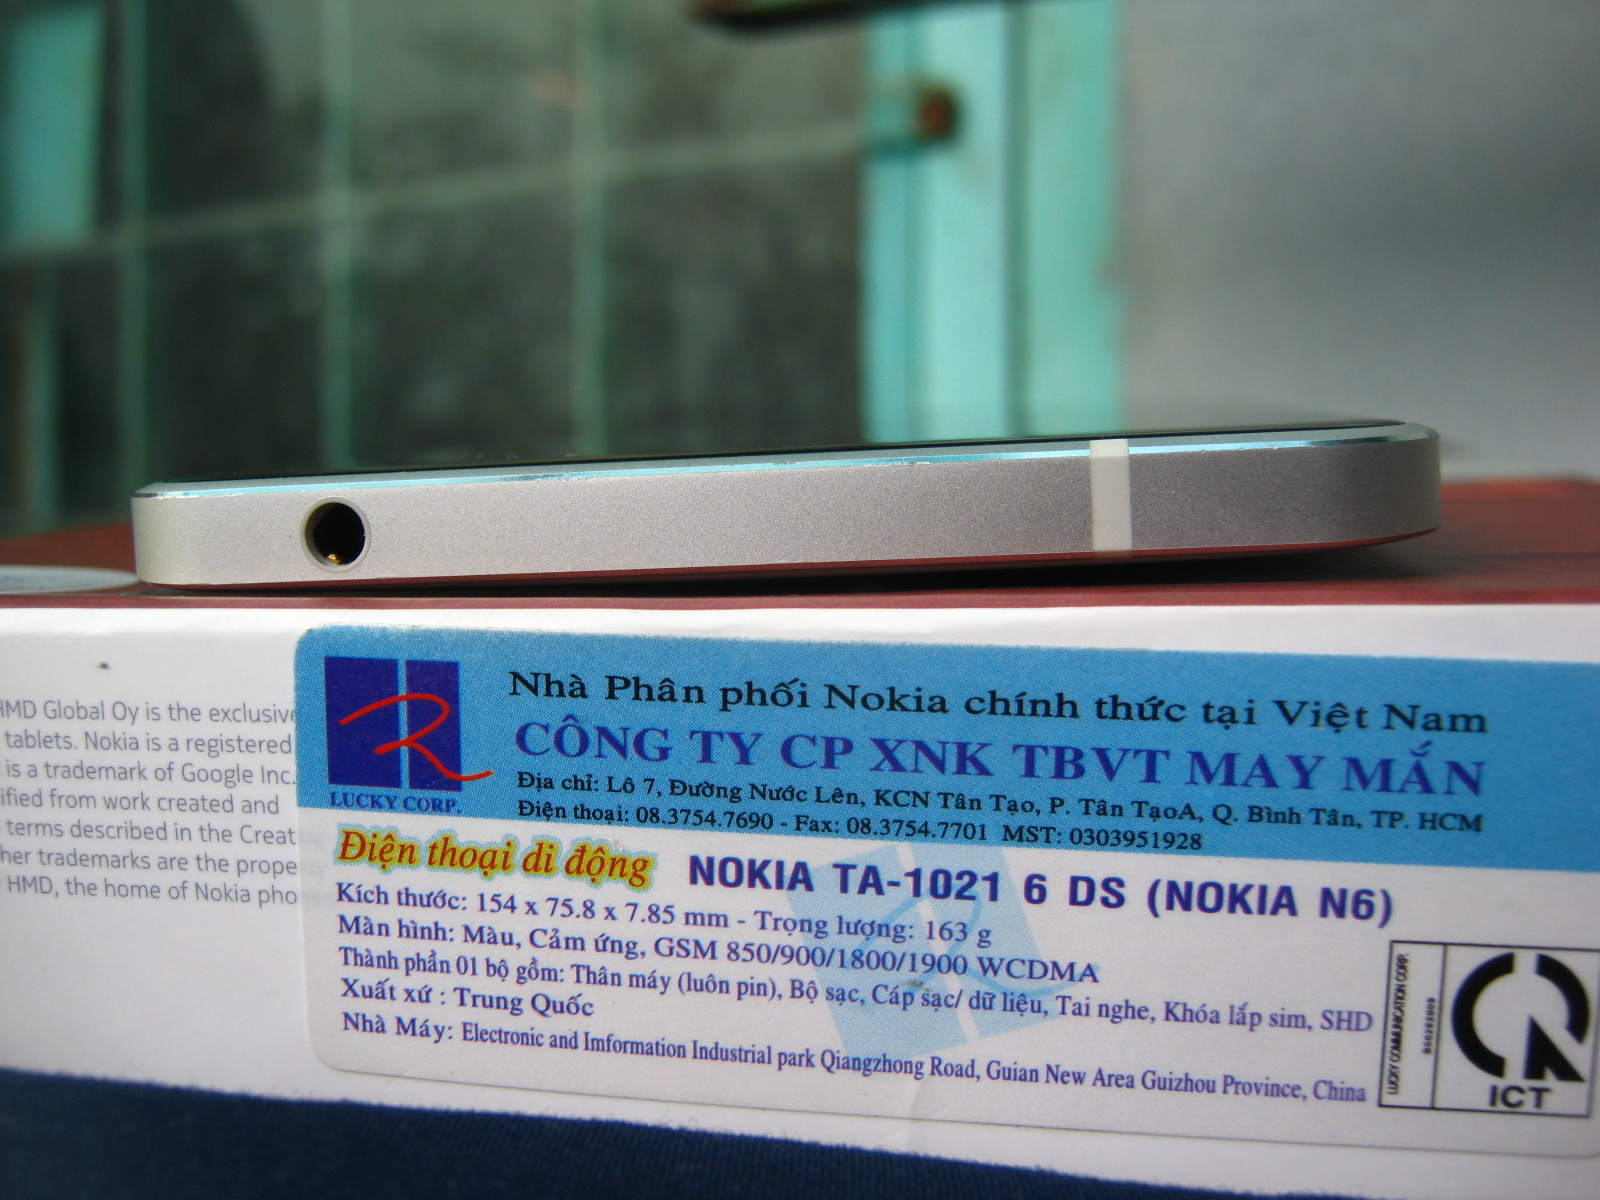 HMD Global Oy is the exclusive
tablets. Nokia is a registered
is a trademark of Google Inc.
ified from work created and
terms described in the Creat
her trademarks are the prope
HMD, the home of Nokia pho
R
LUCKY CORP.
Nhà Phân phối Nokia chính thức tại Việt Nam
CÔNG TY CP XNK TBVT MAY MẮN
Địa chỉ: Lô 7, Đường Nước Lên, KCN Tân Tạo, P. Tân TạoA, Q. Bình Tân, TP. HCM
Điện thoại: 08.3754.7690 - Fax: 08.3754.7701 MST: 0303951928
Điện thoại di động NOKIA TA-1021 6 DS (NOKIA N6)
Kích thước: 154 x 75.8 x 7.85 mm - Trọng lượng: 163 g
Màn hình: Màu, Cảm ứng, GSM 850/900/1800/1900 WCDMA
Thành phần 01 bộ gồm: Thân máy (luôn pin), Bộ sạc, Cáp sạc/ dữ liệu, Tai nghe, Khóa lắp sim, SHD
Xuất xứ : Trung Quốc
Nhà Máy: Electronic and Imformation Industrial park Qiangzhong Road, Guian New Area Guizhou Province, China
LUCKY COMMUNICATION CORP.
ICT